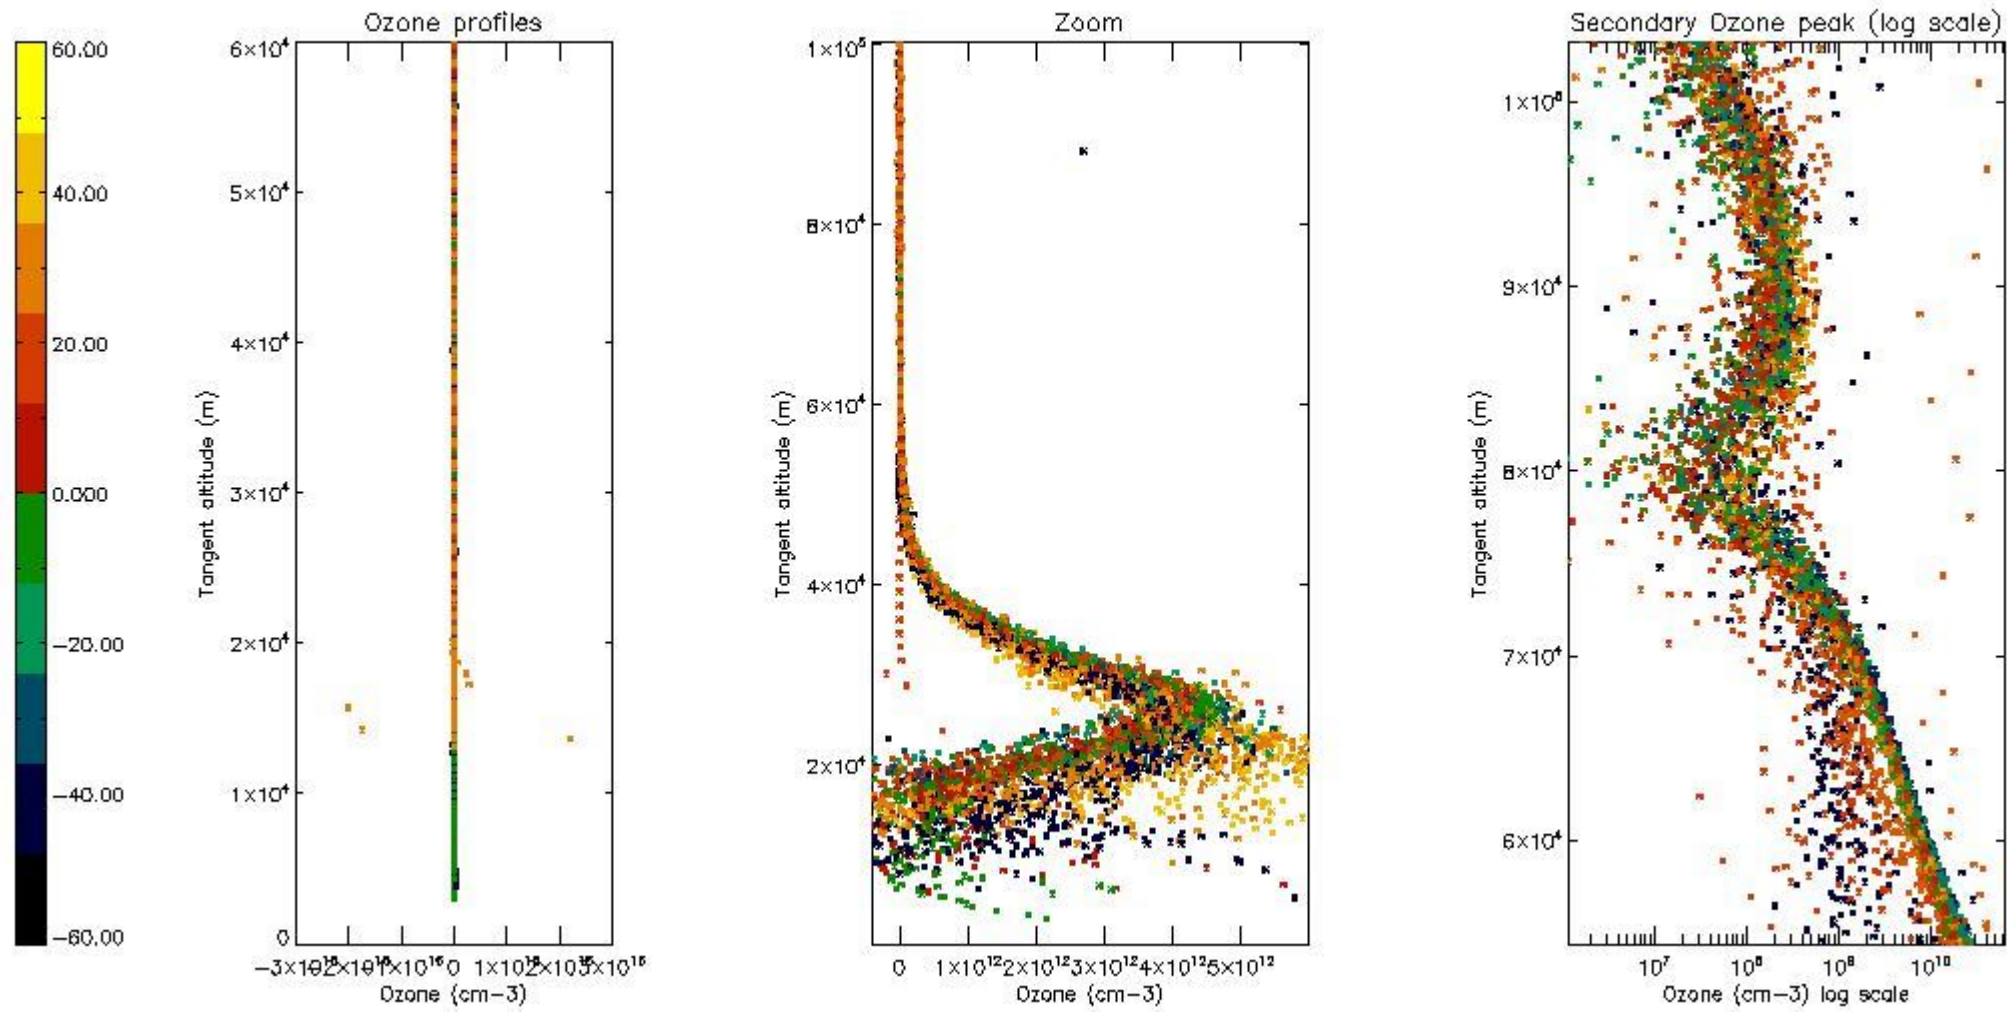 Ozone profiles
Zoom
Secondary Ozone peak (log scale)
60.00
40.00
20.00
−20.00
−40.00
−60.00
6×10⁴
5×10⁴
4×10⁴
3×10⁴
2×10⁴
1×10⁴
0
Tangent altitude (m)
0
Ozone (cm−3)
1×10⁵
8×10⁴
6×10⁴
4×10⁴
2×10⁴
Tangent altitude (m)
0 1×10¹² 2×10¹² 3×10¹² 4×10¹² 5×10¹²
Ozone (cm−3)
1×10⁵
9×10⁴
8×10⁴
7×10⁴
6×10⁴
Tangent altitude (m)
10⁷ 10⁸ 10⁹ 10¹⁰
Ozone (cm−3) log scale